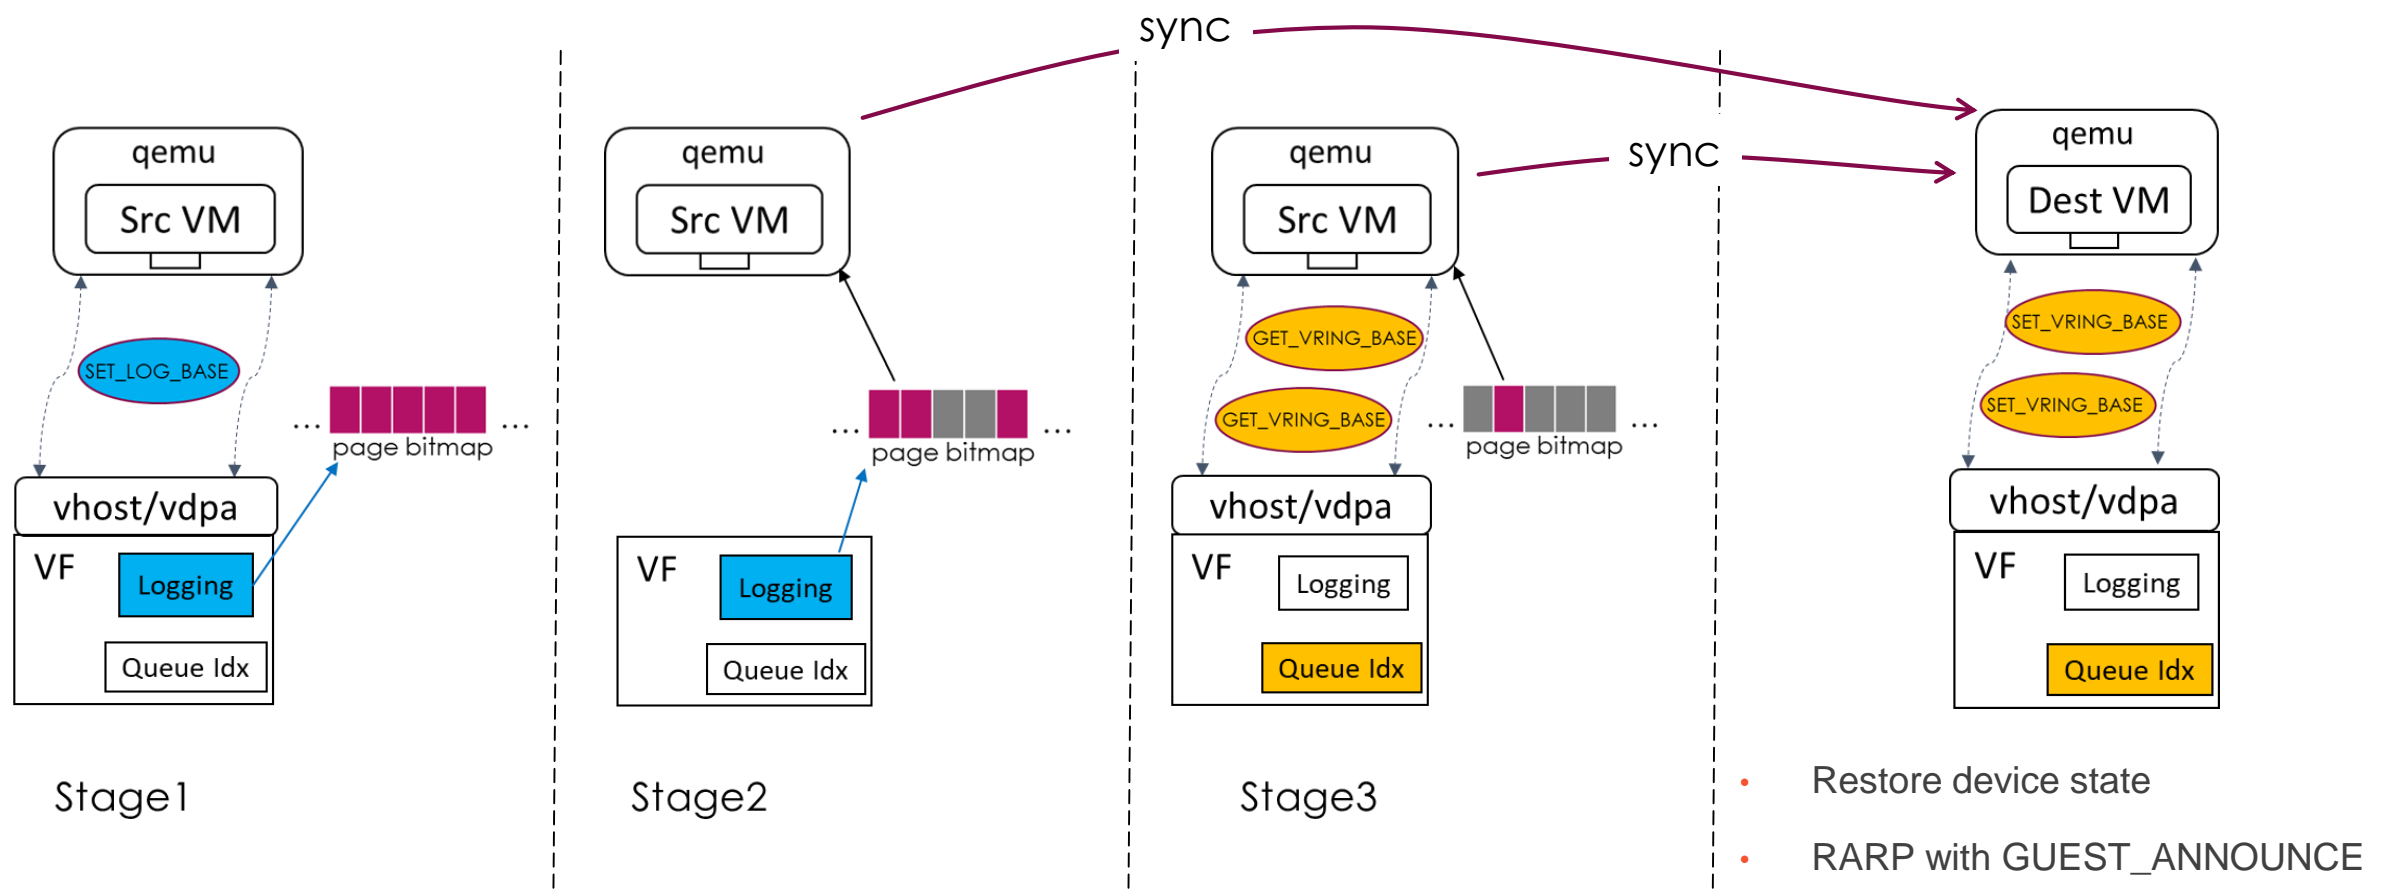 sync
qemu
Src VM
SET_LOG_BASE
...
...
page bitmap
vhost/vdpa
VF
Logging
Queue Idx
Stage1
qemu
Src VM
...
...
page bitmap
VF
Logging
Queue Idx
Stage2
sync
qemu
Src VM
GET_VRING_BASE
GET_VRING_BASE
...
...
page bitmap
vhost/vdpa
VF
Logging
Queue Idx
Stage3
qemu
Dest VM
SET_VRING_BASE
SET_VRING_BASE
vhost/vdpa
VF
Logging
Queue Idx
• Restore device state
• RARP with GUEST_ANNOUNCE